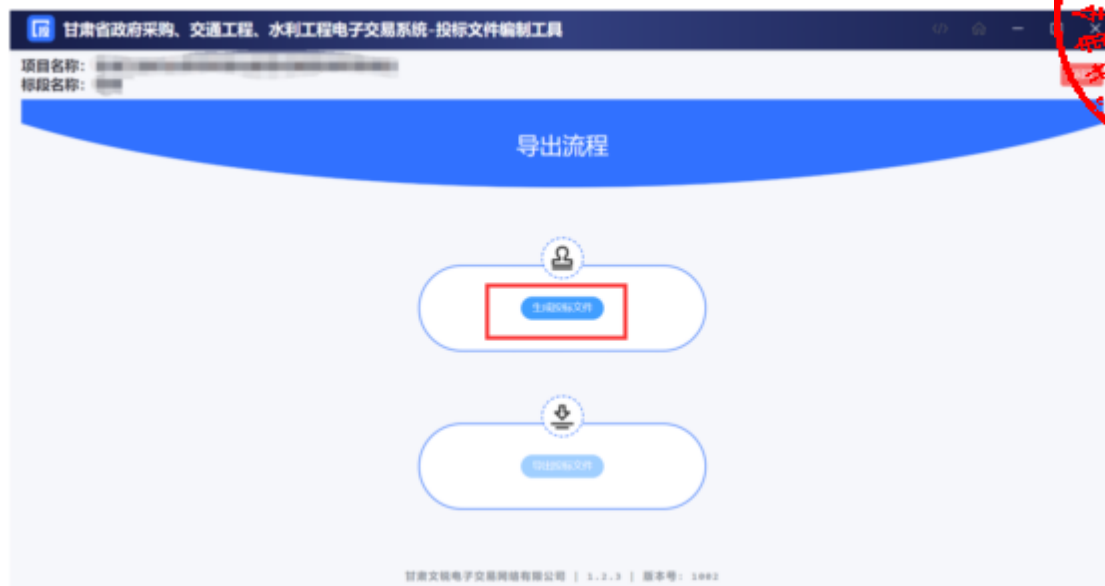 甘肃省政府采购、交通工程、水利工程电子交易系统-投标文件编制工具
项目名称：
标段名称：
导出流程
生成投标文件
导出投标文件
甘肃文锐电子交易网络有限公司 | 1.2.3 | 版本号: 1002